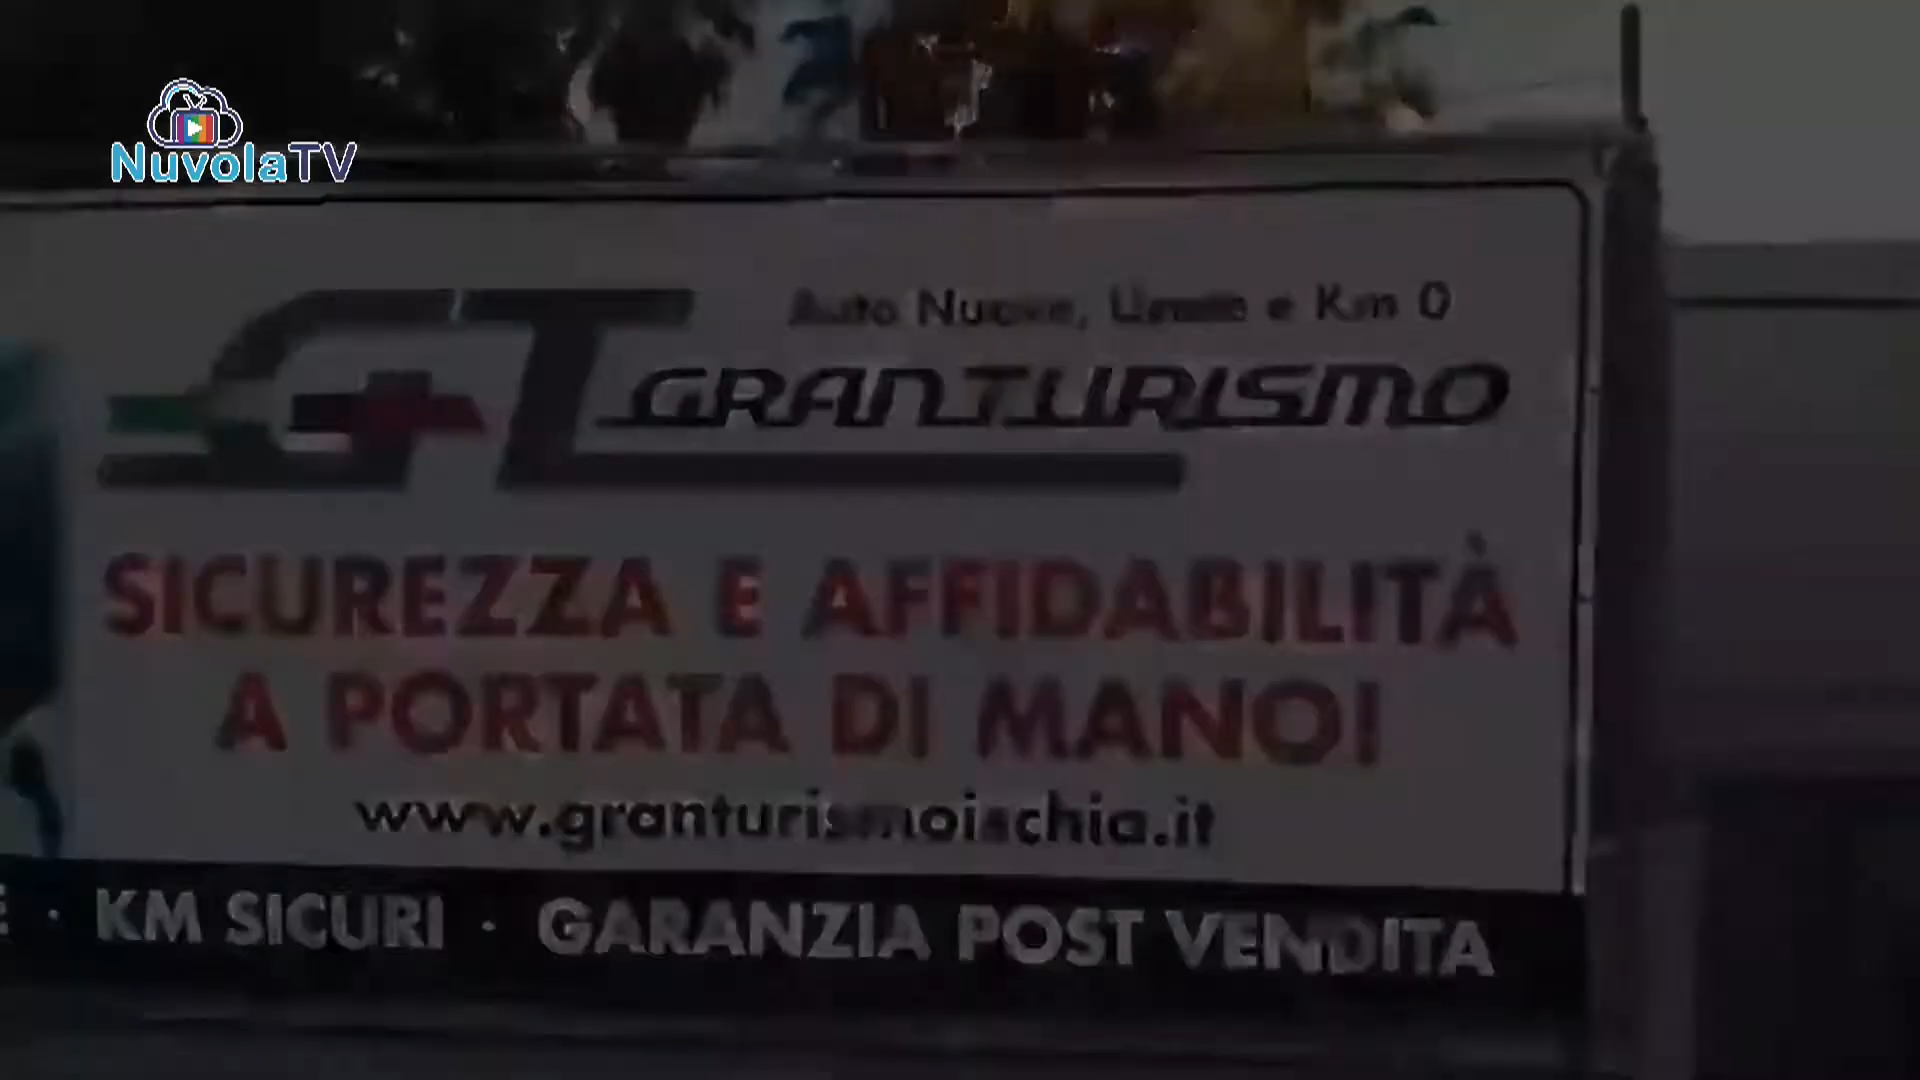 NuvolaTV
Auto Nuove, Usate e Km 0
GT GRANTURISMO
SICUREZZA E AFFIDABILITÀ
A PORTATA DI MANO!
www.granturismoischia.it
· KM SICURI · GARANZIA POST VENDITA